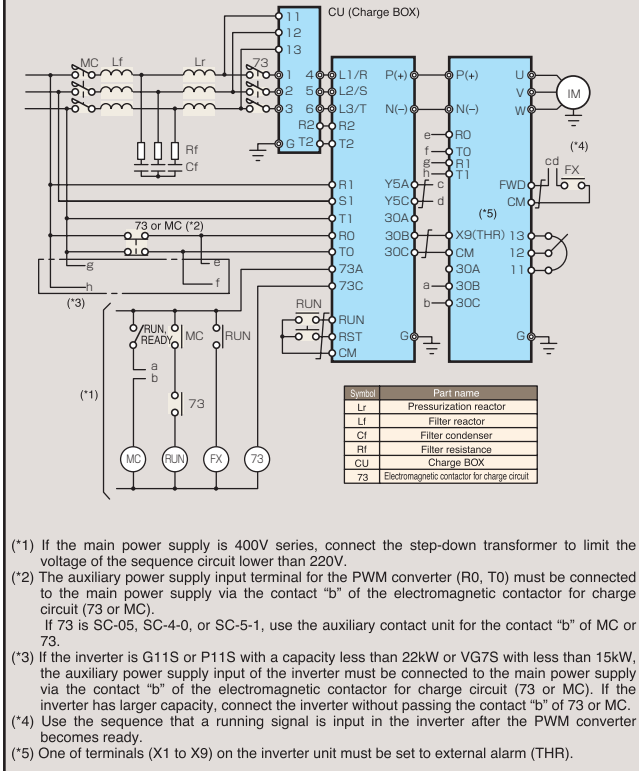 CU (Charge BOX)
11
12
13
MC Lf Lr 73
1 4 L1/R P(+) P(+) U
2 5 L2/S V IM
3 6 L3/T N(–) N(–) W
R2 R2
G T2 T2
Rf
Cf
e R0
f T0
g R1
h T1
(*4)
cd FX
R1 Y5A c FWD
S1 Y5C d CM
T1 30A (*5)
73 or MC (*2)
R0 30B X9(THR) 13
T0 30C CM 12
g e 73A 30A 11
h f 73C a 30B
(*3) b 30C
RUN
RUN
RST G G
CM
RUN, READY MC RUN
a
b
(*1)
73
MC RUN FX 73
Symbol Part name
Lr Pressurization reactor
Lf Filter reactor
Cf Filter condenser
Rf Filter resistance
CU Charge BOX
73 Electromagnetic contactor for charge circuit
(*1) If the main power supply is 400V series, connect the step-down transformer to limit the
voltage of the sequence circuit lower than 220V.
(*2) The auxiliary power supply input terminal for the PWM converter (R0, T0) must be connected
to the main power supply via the contact “b” of the electromagnetic contactor for charge
circuit (73 or MC).
If 73 is SC-05, SC-4-0, or SC-5-1, use the auxiliary contact unit for the contact “b” of MC or
73.
(*3) If the inverter is G11S or P11S with a capacity less than 22kW or VG7S with less than 15kW,
the auxiliary power supply input of the inverter must be connected to the main power supply
via the contact “b” of the electromagnetic contactor for charge circuit (73 or MC). If the
inverter has larger capacity, connect the inverter without passing the contact “b” of 73 or MC.
(*4) Use the sequence that a running signal is input in the inverter after the PWM converter
becomes ready.
(*5) One of terminals (X1 to X9) on the inverter unit must be set to external alarm (THR).